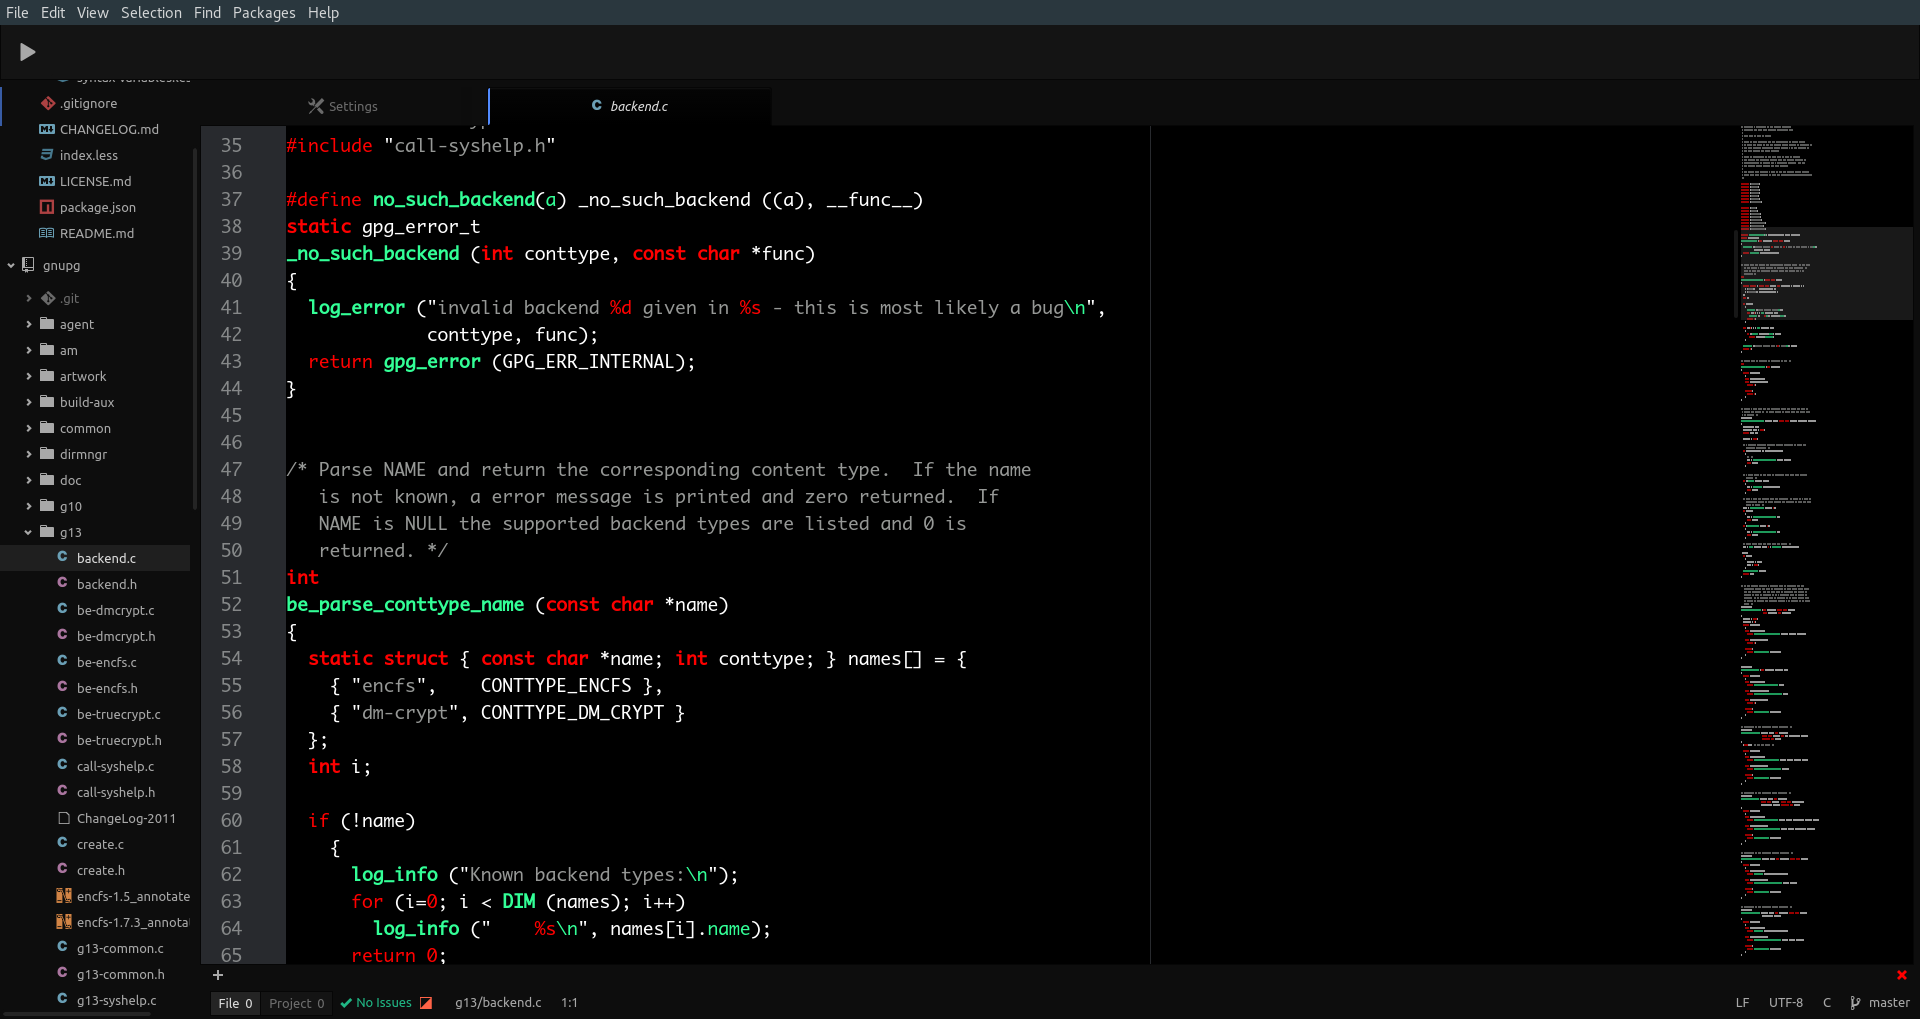 File Edit View Selection Find Packages Help
.gitignore
CHANGELOG.md
index.less
LICENSE.md
package.json
README.md
gnupg
.git
agent
am
artwork
build-aux
common
dirmngr
doc
g10
g13
backend.c
backend.h
be-dmcrypt.c
be-dmcrypt.h
be-encfs.c
be-encfs.h
be-truecrypt.c
be-truecrypt.h
call-syshelp.c
call-syshelp.h
ChangeLog-2011
create.c
create.h
encfs-1.5_annotate
encfs-1.7.3_annota
g13-common.c
g13-common.h
g13-syshelp.c
Settings
backend.c
35 #include "call-syshelp.h"
36
37 #define no_such_backend(a) _no_such_backend ((a), __func__)
38 static gpg_error_t
39 _no_such_backend (int conttype, const char *func)
40 {
41   log_error ("invalid backend %d given in %s - this is most likely a bug\n",
42              conttype, func);
43   return gpg_error (GPG_ERR_INTERNAL);
44 }
45
46
47 /* Parse NAME and return the corresponding content type.  If the name
48    is not known, a error message is printed and zero returned.  If
49    NAME is NULL the supported backend types are listed and 0 is
50    returned. */
51 int
52 be_parse_conttype_name (const char *name)
53 {
54   static struct { const char *name; int conttype; } names[] = {
55     { "encfs",    CONTTYPE_ENCFS },
56     { "dm-crypt", CONTTYPE_DM_CRYPT }
57   };
58   int i;
59
60   if (!name)
61     {
62       log_info ("Known backend types:\n");
63       for (i=0; i < DIM (names); i++)
64         log_info ("    %s\n", names[i].name);
65       return 0;
+
File 0 Project 0 No Issues g13/backend.c 1:1 LF UTF-8 C master